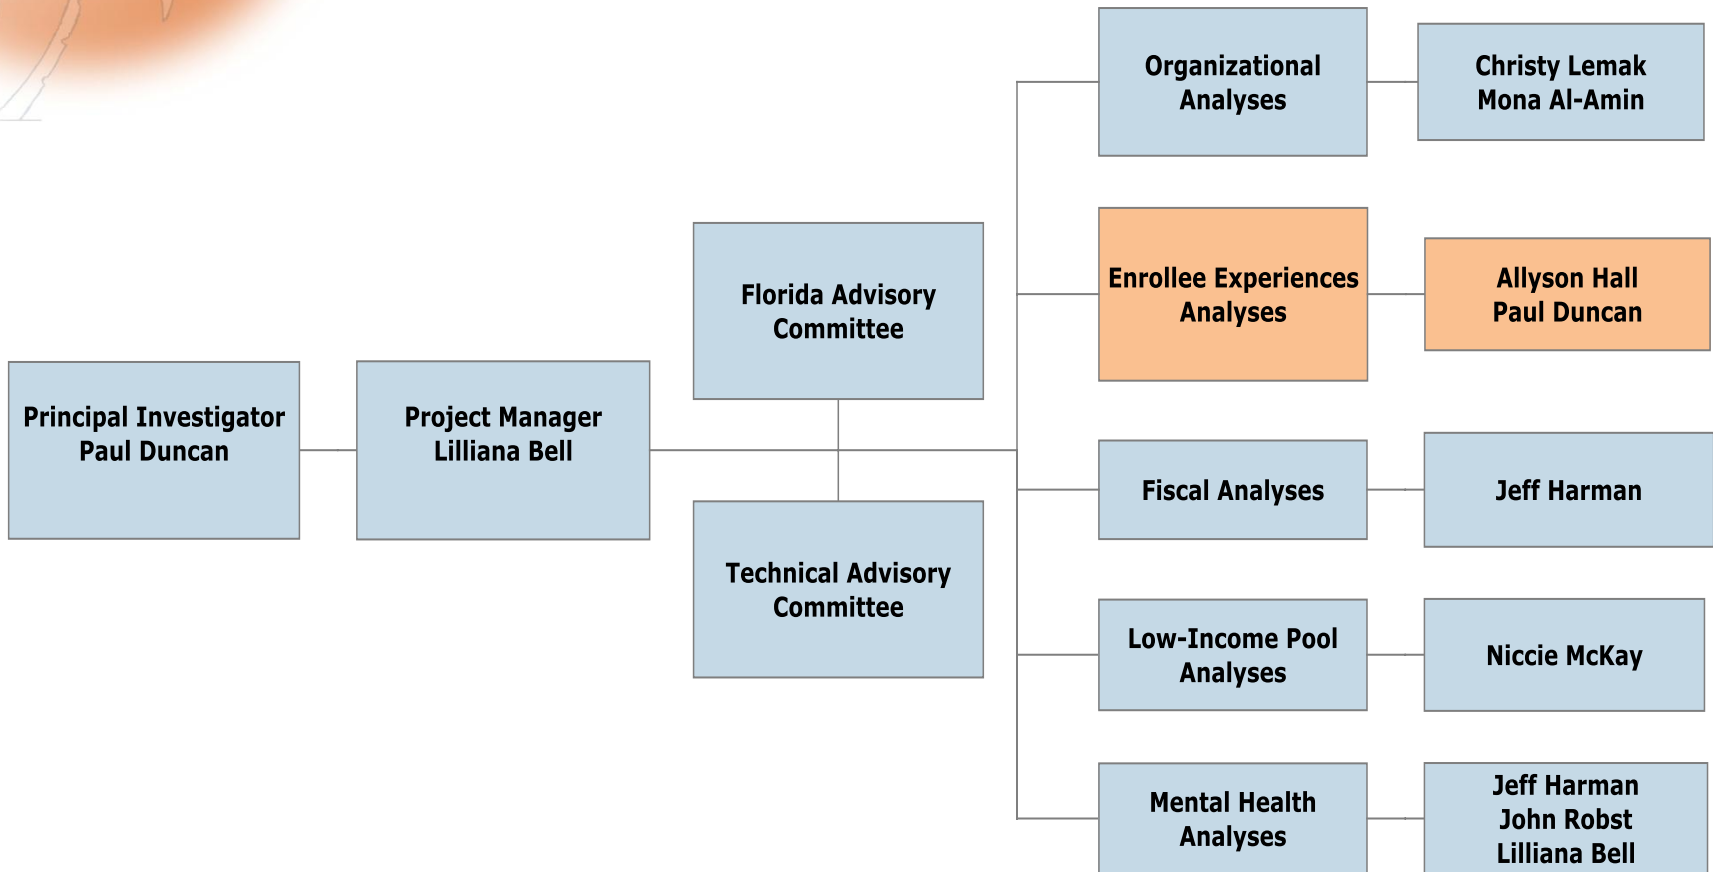 Principal Investigator
Paul Duncan
Project Manager
Lilliana Bell
Florida Advisory
Committee
Technical Advisory
Committee
Organizational
Analyses
Christy Lemak
Mona Al-Amin
Enrollee Experiences
Analyses
Allyson Hall
Paul Duncan
Fiscal Analyses
Jeff Harman
Low-Income Pool
Analyses
Niccie McKay
Mental Health
Analyses
Jeff Harman
John Robst
Lilliana Bell